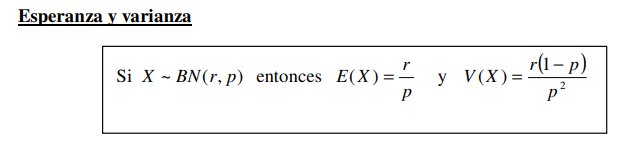 Esperanza y varianza
Si X ~ BN(r, p) entonces E(X) = r/p y V(X) = r(1 − p)/p²